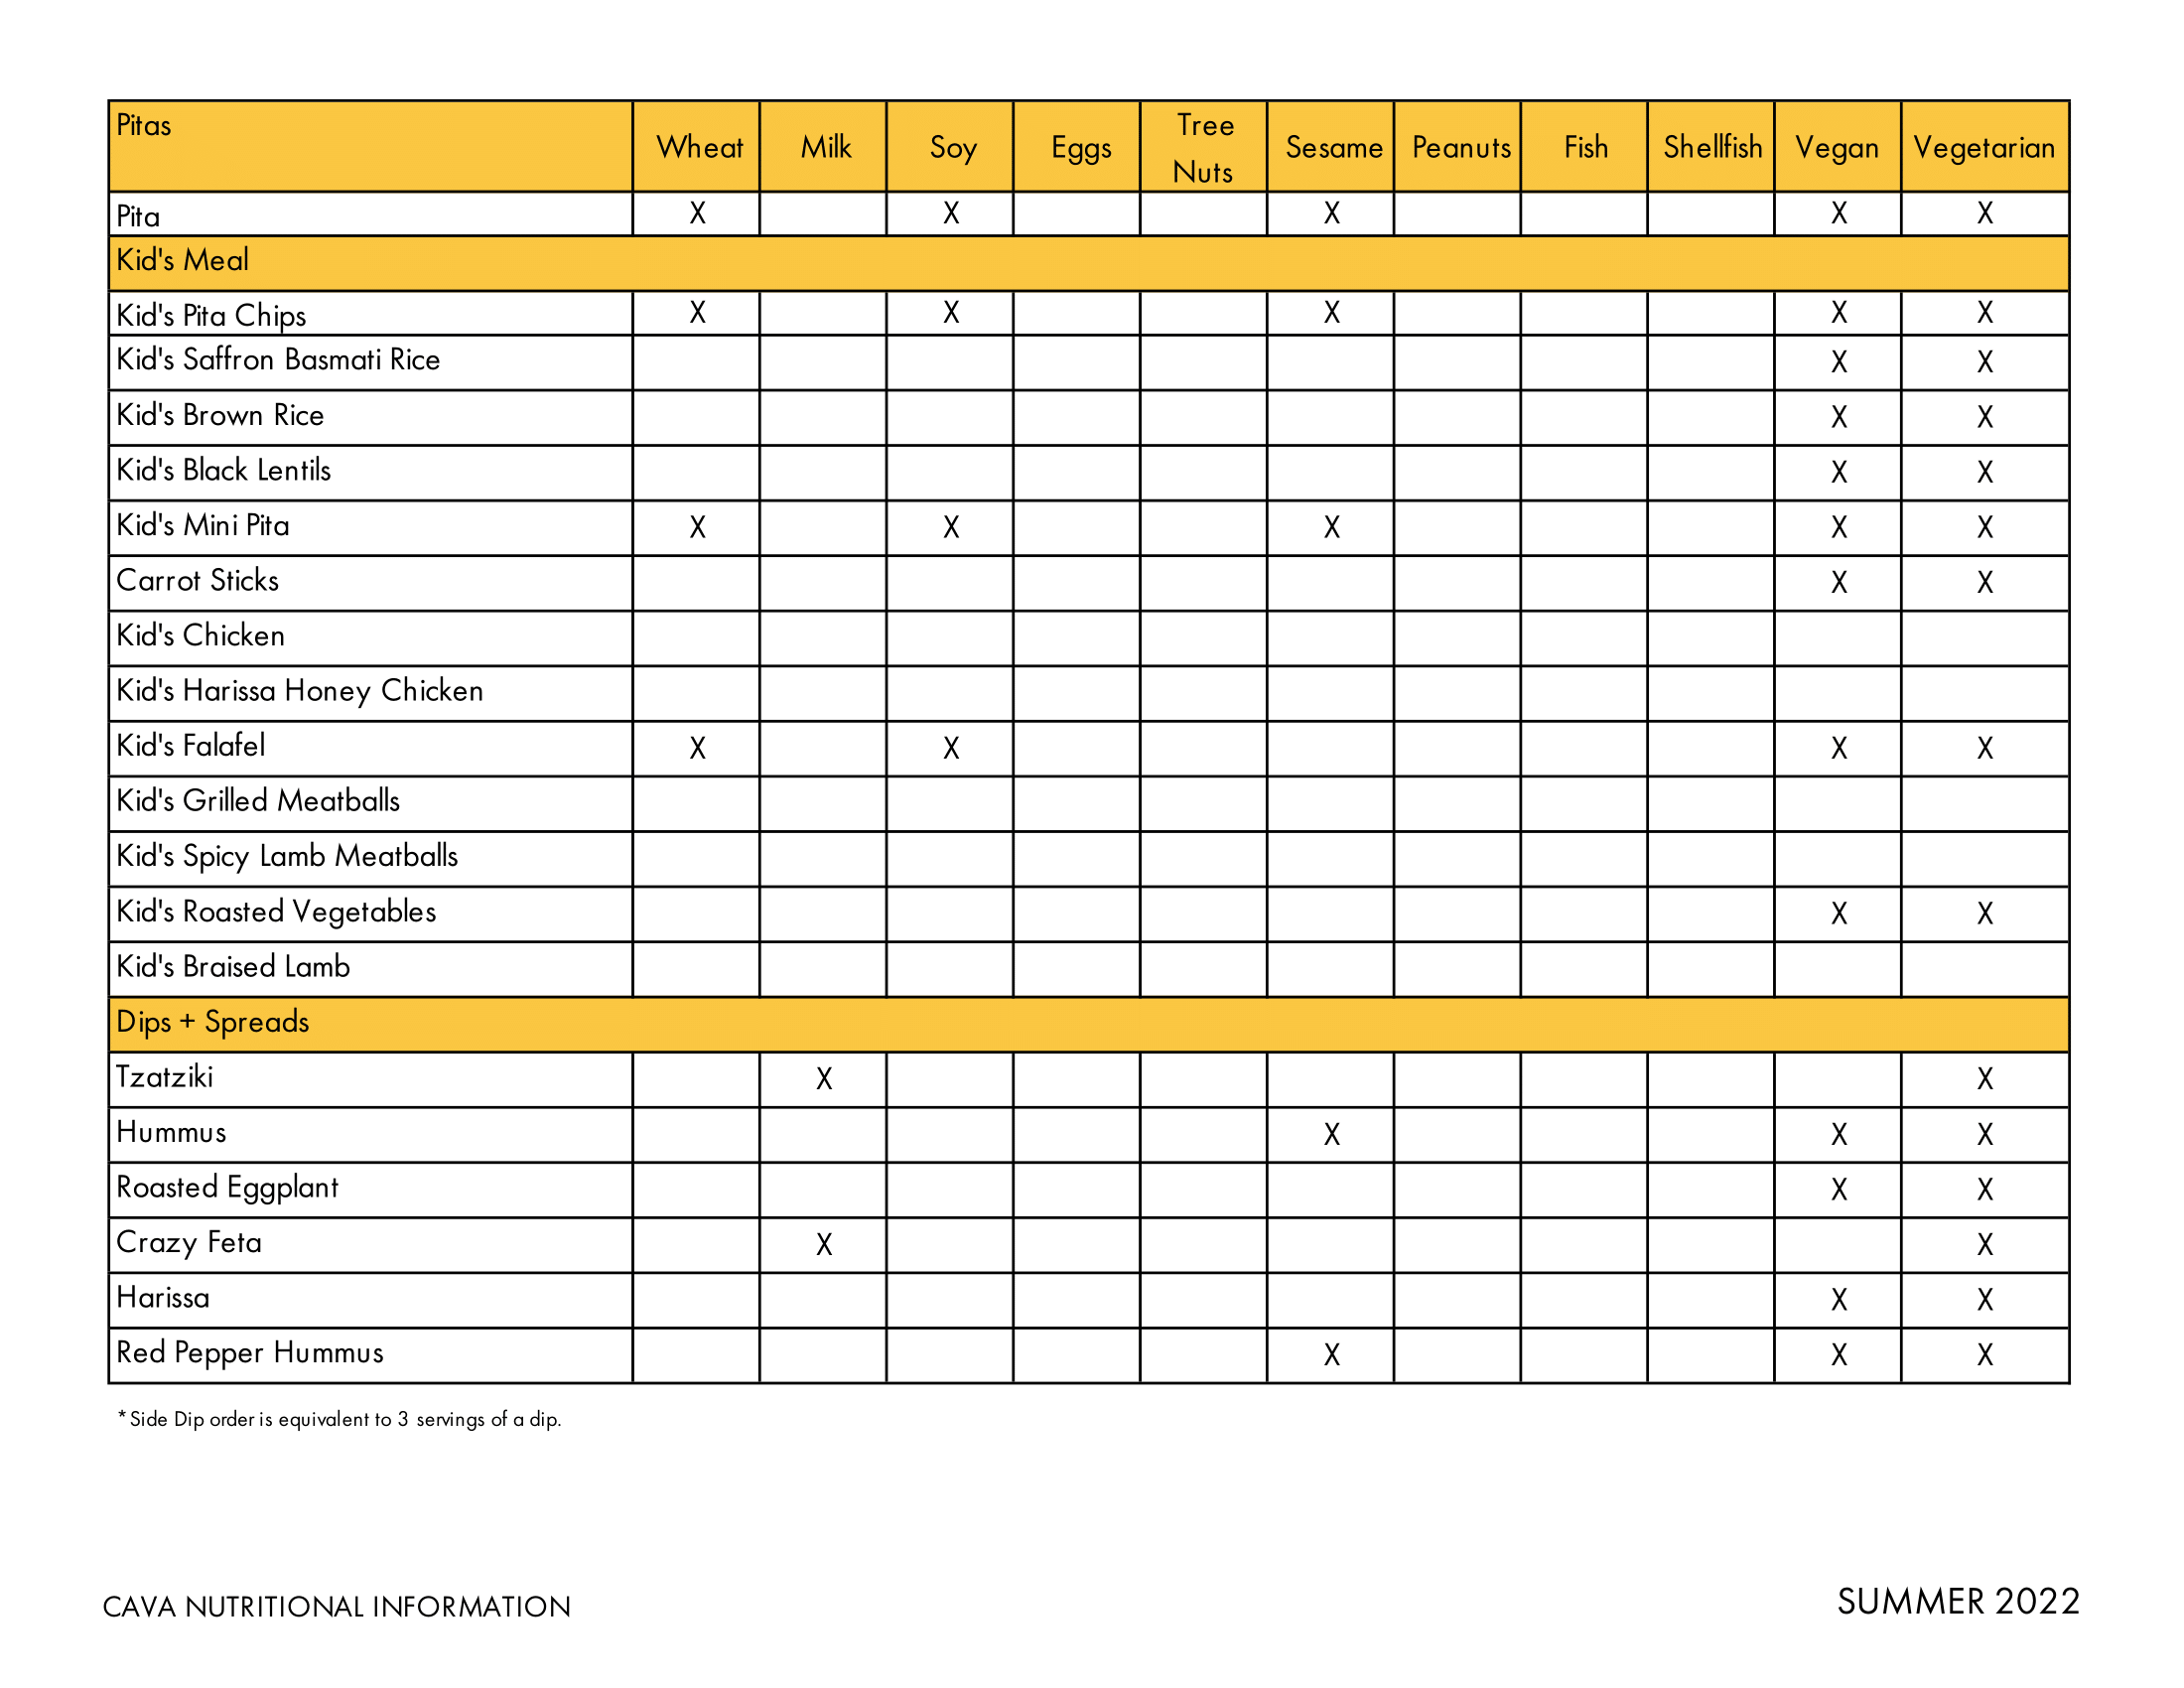 Pitas Wheat Milk Soy Eggs Tree Nuts Sesame Peanuts Fish Shellfish Vegan Vegetarian
Pita X X X X X
Kid's Meal
Kid's Pita Chips X X X X X
Kid's Saffron Basmati Rice X X
Kid's Brown Rice X X
Kid's Black Lentils X X
Kid's Mini Pita X X X X X
Carrot Sticks X X
Kid's Chicken
Kid's Harissa Honey Chicken
Kid's Falafel X X X X
Kid's Grilled Meatballs
Kid's Spicy Lamb Meatballs
Kid's Roasted Vegetables X X
Kid's Braised Lamb
Dips + Spreads
Tzatziki X X
Hummus X X X
Roasted Eggplant X X
Crazy Feta X X
Harissa X X
Red Pepper Hummus X X X
*Side Dip order is equivalent to 3 servings of a dip.
CAVA NUTRITIONAL INFORMATION SUMMER 2022